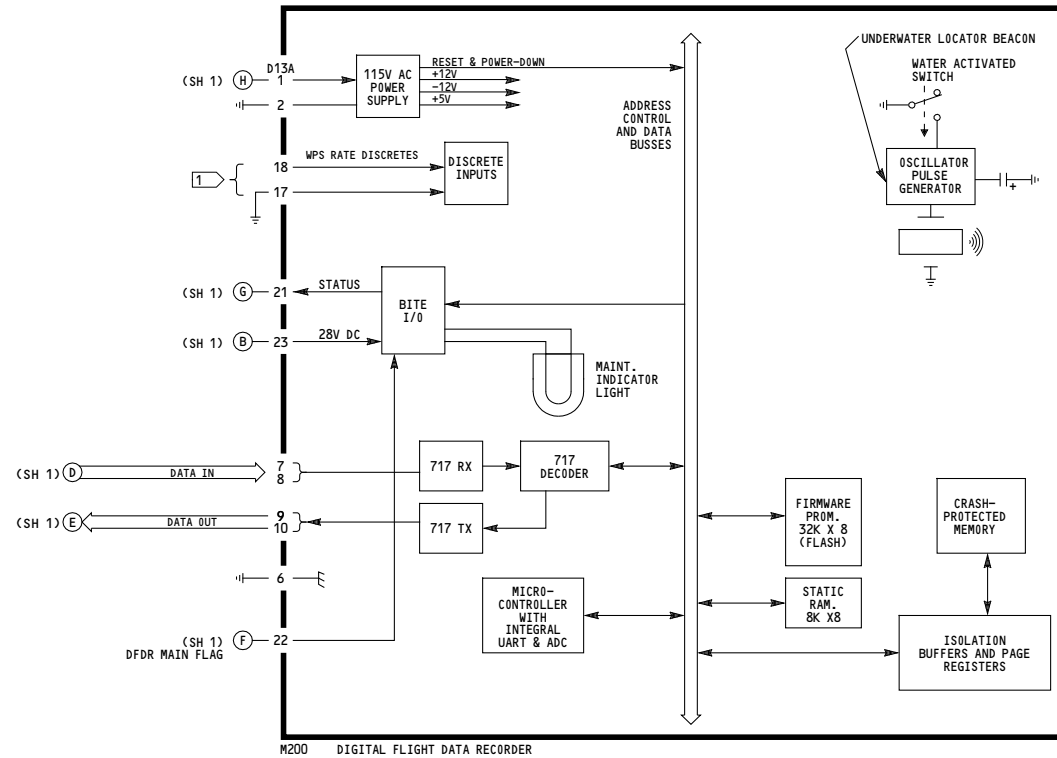 D13A
(SH 1) H 1
2
115V AC
POWER
SUPPLY
RESET & POWER-DOWN
+12V
-12V
+5V
ADDRESS
CONTROL
AND DATA
BUSSES
UNDERWATER LOCATOR BEACON
WATER ACTIVATED
SWITCH
OSCILLATOR
PULSE
GENERATOR
+
1
18 WPS RATE DISCRETES
17
DISCRETE
INPUTS
(SH 1) G 21 STATUS
(SH 1) B 23 28V DC
BITE
I/O
MAINT.
INDICATOR
LIGHT
(SH 1) D DATA IN 7
8
717 RX
717
DECODER
(SH 1) E DATA OUT 9
10
717 TX
6
(SH 1) F 22
DFDR MAIN FLAG
MICRO-
CONTROLLER
WITH
INTEGRAL
UART & ADC
FIRMWARE
PROM.
32K X 8
(FLASH)
STATIC
RAM.
8K X8
CRASH-
PROTECTED
MEMORY
ISOLATION
BUFFERS AND PAGE
REGISTERS
M200 DIGITAL FLIGHT DATA RECORDER